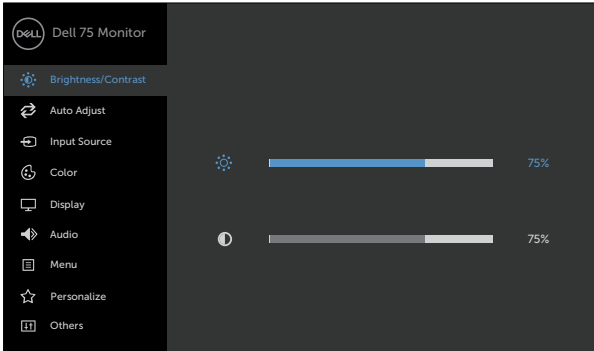 DELL
Dell 75 Monitor
Brightness/Contrast
Auto Adjust
Input Source
Color
75%
Display
Audio
75%
Menu
Personalize
Others